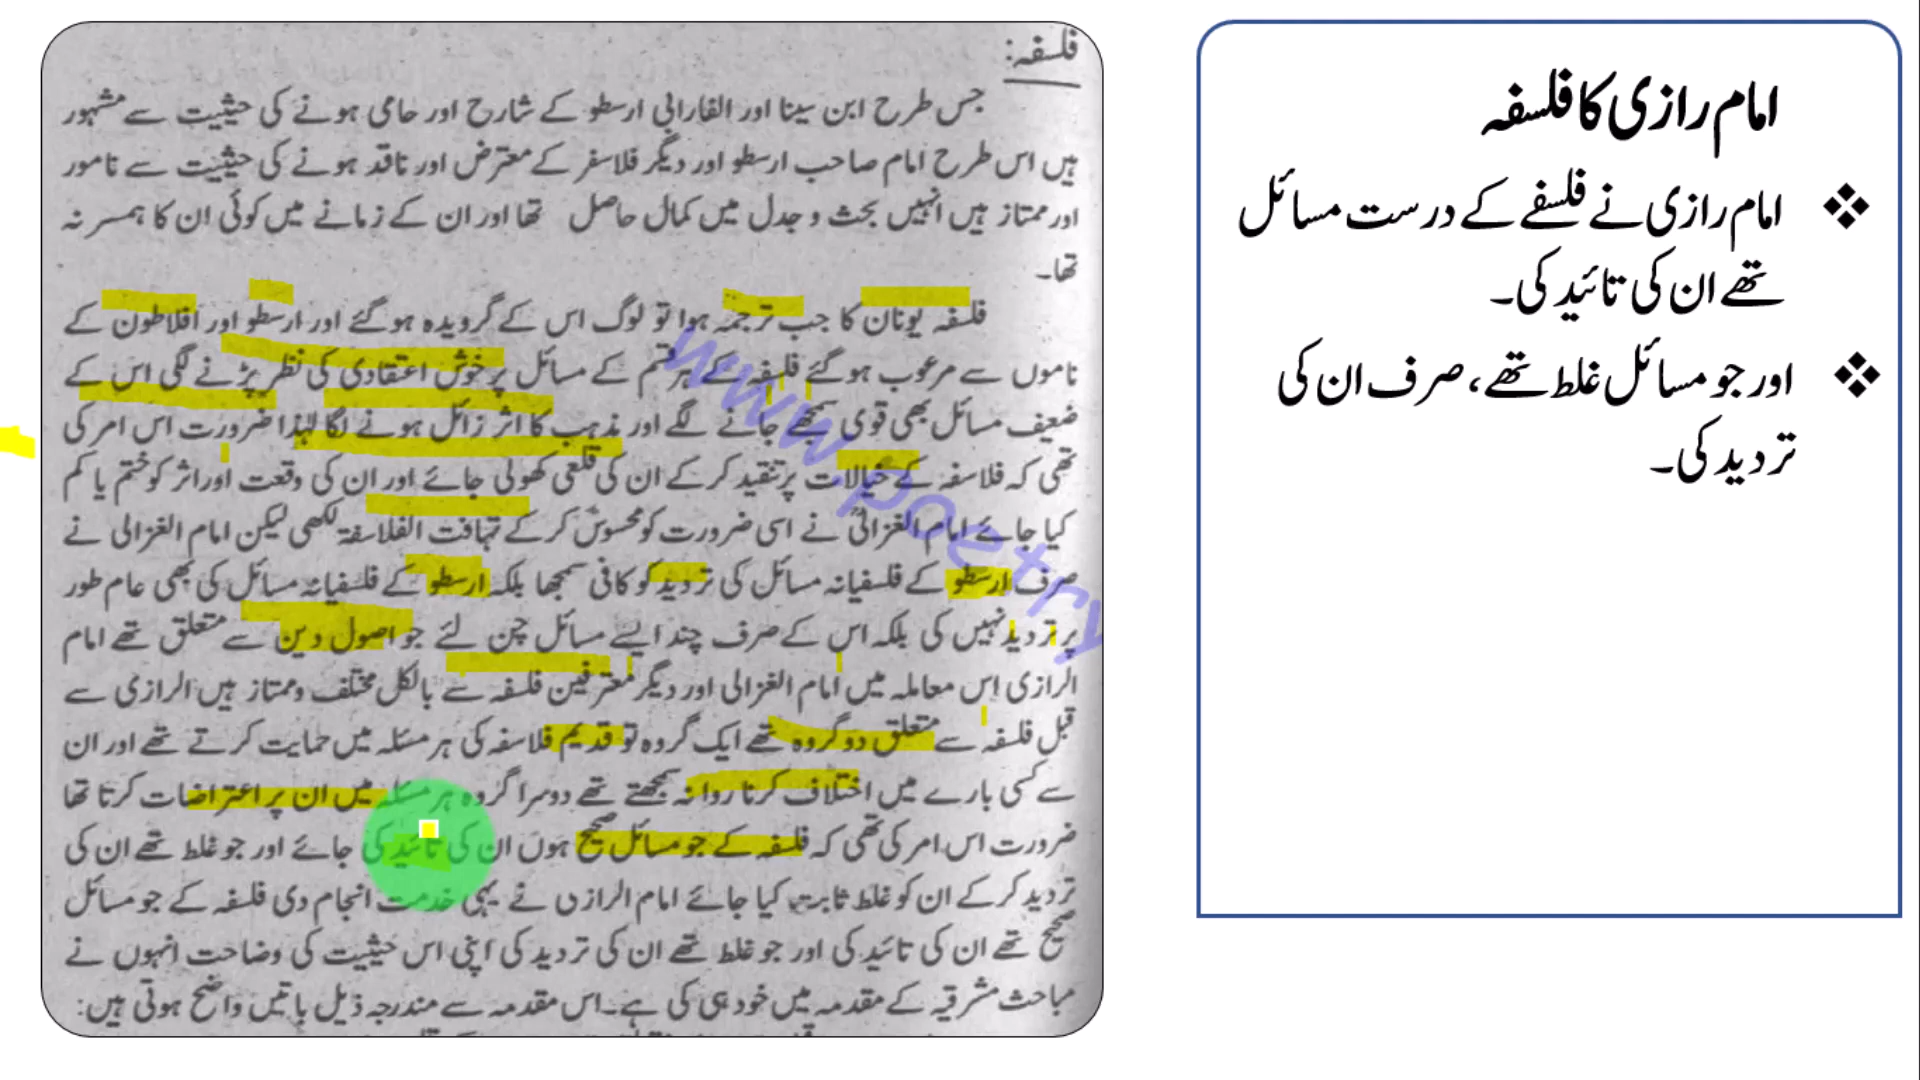 فلسفہ:
جس طرح ابن سینا اور الفارابی ارسطو کے شارح اور حامی ہونے کی حیثیت سے مشہور
ہیں اس طرح امام صاحب ارسطو اور دیگر فلاسفر کے معترض اور ناقد ہونے کی حیثیت سے نامور
اور ممتاز ہیں انہیں بحث و جدل میں کمال حاصل تھا اور ان کے زمانے میں کوئی ان کا ہمسر نہ
تھا۔
فلسفہ یونان کا جب ترجمہ ہوا تو لوگ اس کے گرویدہ ہو گئے اور ارسطو اور افلاطون کے
ناموں سے مرعوب ہو گئے فلسفہ کے ہر قسم کے مسائل پر خوش اعتقادی کی نظر پڑنے لگی اس کے
ضعیف مسائل بھی قوی سمجھے جانے لگے اور مذہب کا اثر زائل ہونے لگا لہٰذا ضرورت اس امر کی
تھی کہ فلاسفہ کے خیالات پر تنقید کر کے ان کی قلعی کھولی جائے اور ان کی وقعت اور اثر کو ختم یا کم
کیا جائے امام الغزالیؒ نے اسی ضرورت کو محسوس کر کے تہافت الفلاسفۃ لکھی لیکن امام الغزالی نے
صرف ارسطو کے فلسفیانہ مسائل کی تردید کو کافی سمجھا بلکہ ارسطو کے فلسفیانہ مسائل کی بھی عام طور
پر تردید نہیں کی بلکہ اس کے صرف چند ایسے مسائل چن لئے جو اصول دین سے متعلق تھے امام
الرازی اس معاملہ میں امام الغزالی اور دیگر معترفین فلسفہ سے بالکل مختلف و ممتاز ہیں الرازی سے
قبل فلسفہ سے متعلق دو گروہ تھے ایک گروہ تو قدیم فلاسفہ کی ہر مسئلہ میں حمایت کرتے تھے اور ان
سے کسی بارے میں اختلاف کرنا روا نہ سمجھتے تھے دوسرا گروہ ہر مسئلہ میں ان پر اعتراضات کرتا تھا
ضرورت اس امر کی تھی کہ فلسفہ کے جو مسائل صحیح ہوں ان کی تائید کی جائے اور جو غلط تھے ان کی
تردید کر کے ان کو غلط ثابت کیا جائے امام الرازی نے یہی خدمت انجام دی فلسفہ کے جو مسائل
صحیح تھے ان کی تائید کی اور جو غلط تھے ان کی تردید کی اپنی اس حیثیت کی وضاحت انہوں نے
مباحث مشرقیہ کے مقدمہ میں خود ہی کی ہے۔ اس مقدمہ سے مندرجہ ذیل باتیں واضح ہوتی ہیں:
www.poetry
امام رازی کا فلسفہ
❖ امام رازی نے فلسفے کے درست مسائل
تھے ان کی تائید کی۔
❖ اور جو مسائل غلط تھے، صرف ان کی
تردید کی۔